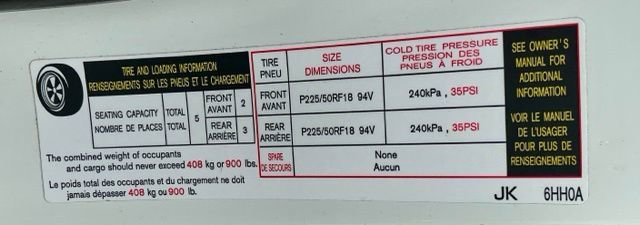 TIRE AND LOADING INFORMATION
RENSEIGNEMENTS SUR LES PNEUS ET LE CHARGEMENT
SEATING CAPACITY TOTAL 5 FRONT AVANT 2
NOMBRE DE PLACES TOTAL REAR ARRIÈRE 3
The combined weight of occupants
and cargo should never exceed 408 kg or 900 lbs.
Le poids total des occupants et du chargement ne doit
jamais dépasser 408 kg ou 900 lb.
TIRE PNEU SIZE DIMENSIONS COLD TIRE PRESSURE PRESSION DES PNEUS À FROID
FRONT AVANT P225/50RF18 94V 240kPa, 35PSI
REAR ARRIÈRE P225/50RF18 94V 240kPa, 35PSI
SPARE DE SECOURS None Aucun
SEE OWNER'S
MANUAL FOR
ADDITIONAL
INFORMATION
VOIR LE MANUEL
DE L'USAGER
POUR PLUS DE
RENSEIGNEMENTS
JK 6HH0A